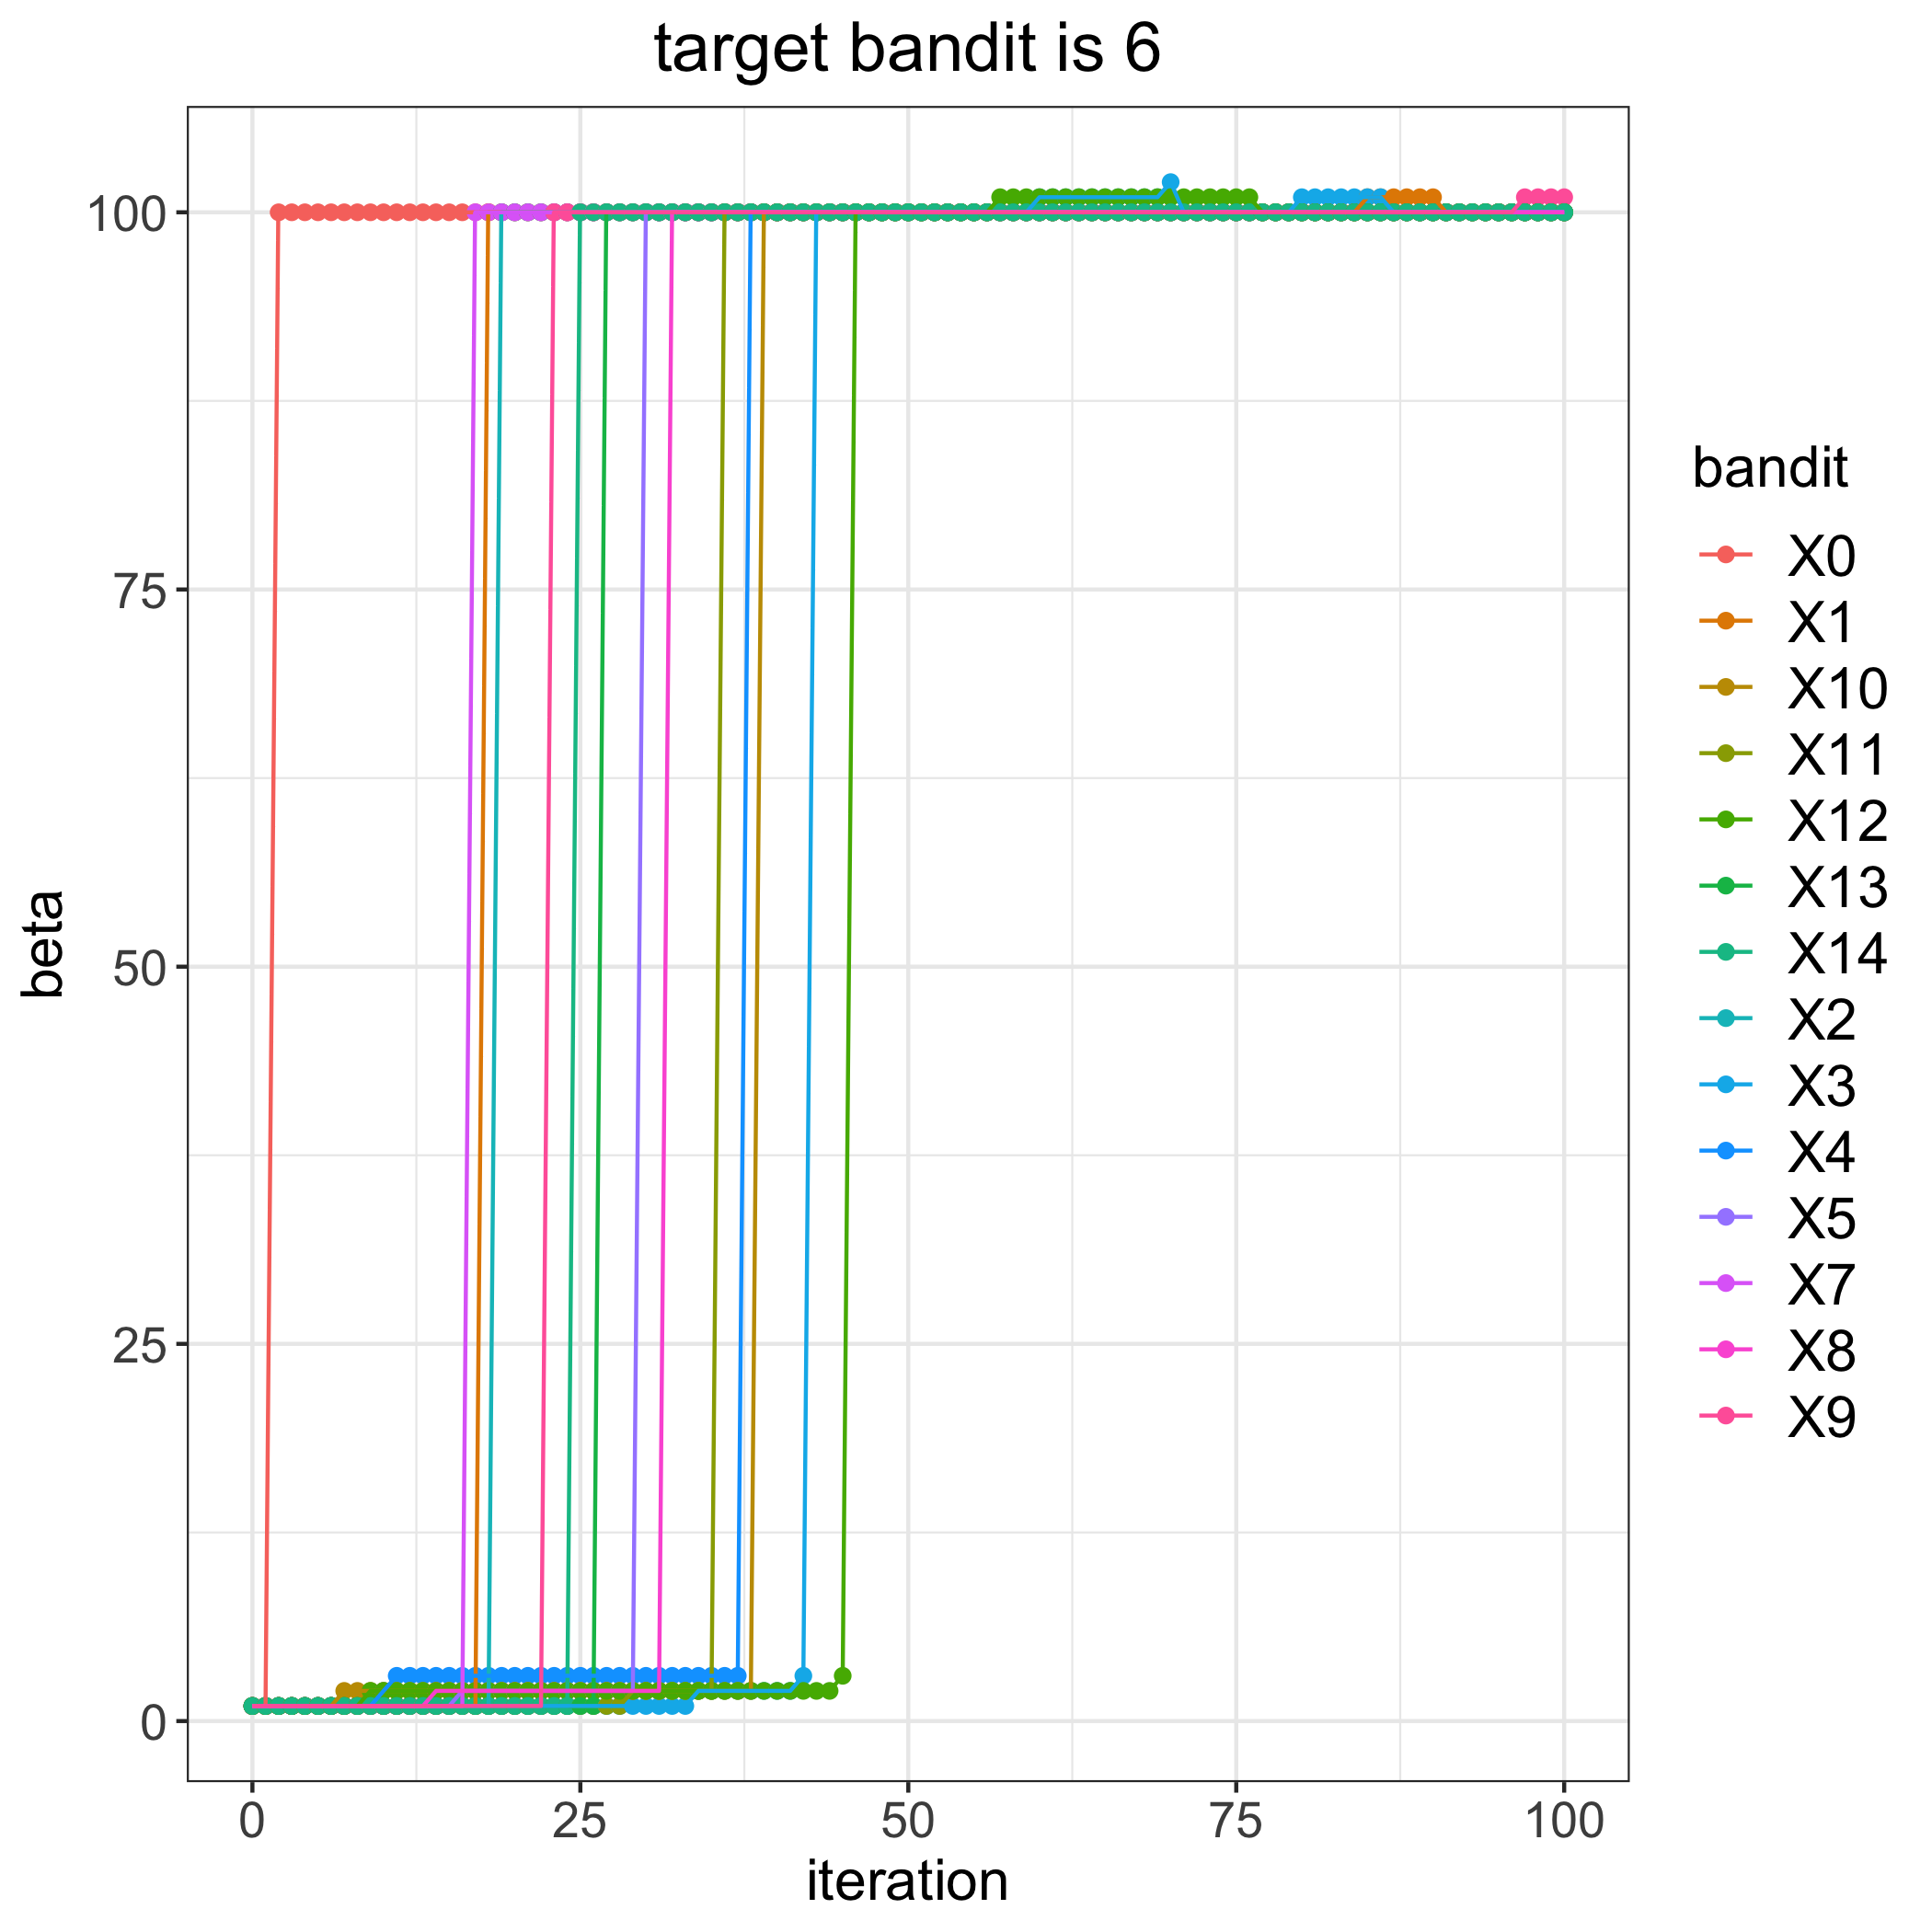 target bandit is 6
100
75
50
25
0
beta
0 25 50 75 100
iteration
bandit
X0
X1
X10
X11
X12
X13
X14
X2
X3
X4
X5
X7
X8
X9